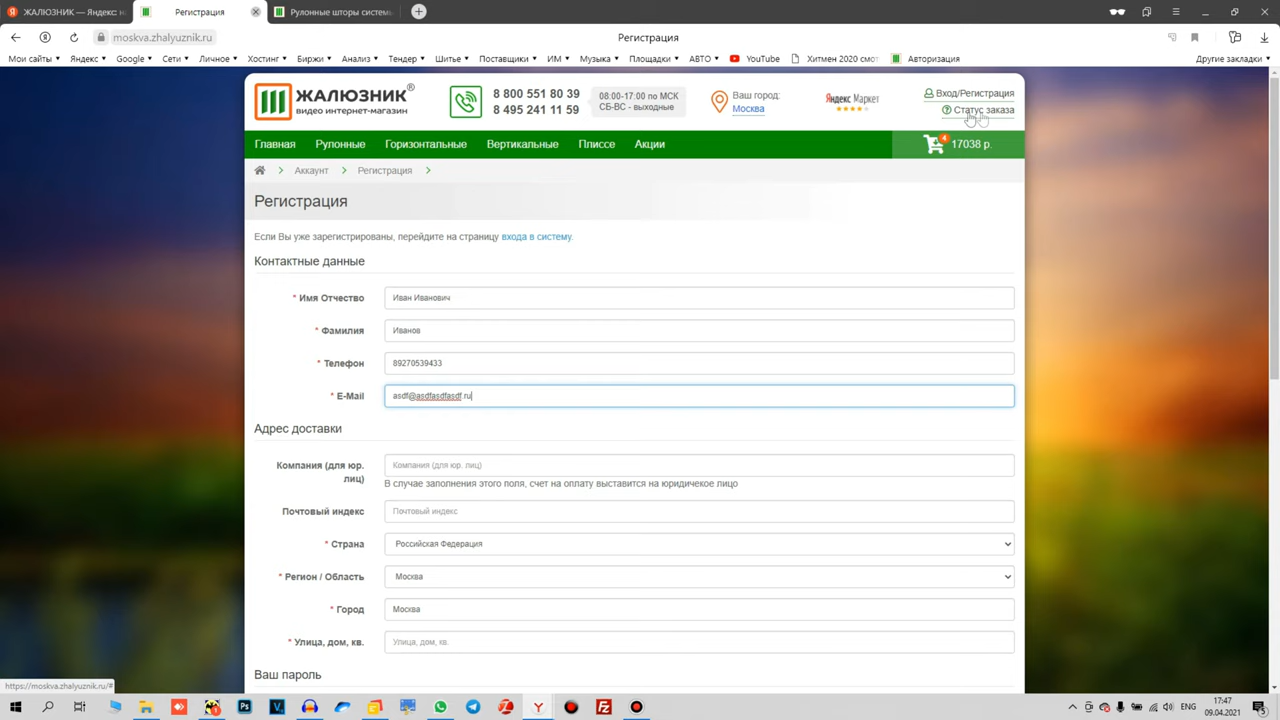 ЖАЛЮЗНИК — Яндекс: н
Регистрация
Рулонные шторы систем
moskva.zhalyuznik.ru
Регистрация
Мои сайты
Яндекс
Google
Сети
Личное
Хостинг
Биржи
Анализ
Тендер
Шитье
Поставщики
ИМ
Музыка
Площадки
АВТО
YouTube
Хитмен 2020 смот
Авторизация
Другие закладки
ЖАЛЮЗНИК®
видео интернет-магазин
8 800 551 80 39
8 495 241 11 59
08:00-17:00 по МСК
СБ-ВС - выходные
Ваш город:
Москва
Яндекс Маркет
Вход/Регистрация
Статус заказа
Главная
Рулонные
Горизонтальные
Вертикальные
Плиссе
Акции
4
17038 р.
Аккаунт
Регистрация
Регистрация
Если Вы уже зарегистрированы, перейдите на страницу входа в систему.
Контактные данные
* Имя Отчество
Иван Иванович
* Фамилия
Иванов
* Телефон
89270539433
* E-Mail
asdf@asdfasdfasdf.ru
Адрес доставки
Компания (для юр.
лиц)
Компания (для юр. лиц)
В случае заполнения этого поля, счет на оплату выставится на юридичекое лицо
Почтовый индекс
Почтовый индекс
* Страна
Российская Федерация
* Регион / Область
Москва
* Город
Москва
* Улица, дом, кв.
Улица, дом, кв.
Ваш пароль
https://moskva.zhalyuznik.ru/#
ENG
17:47
09.04.2021